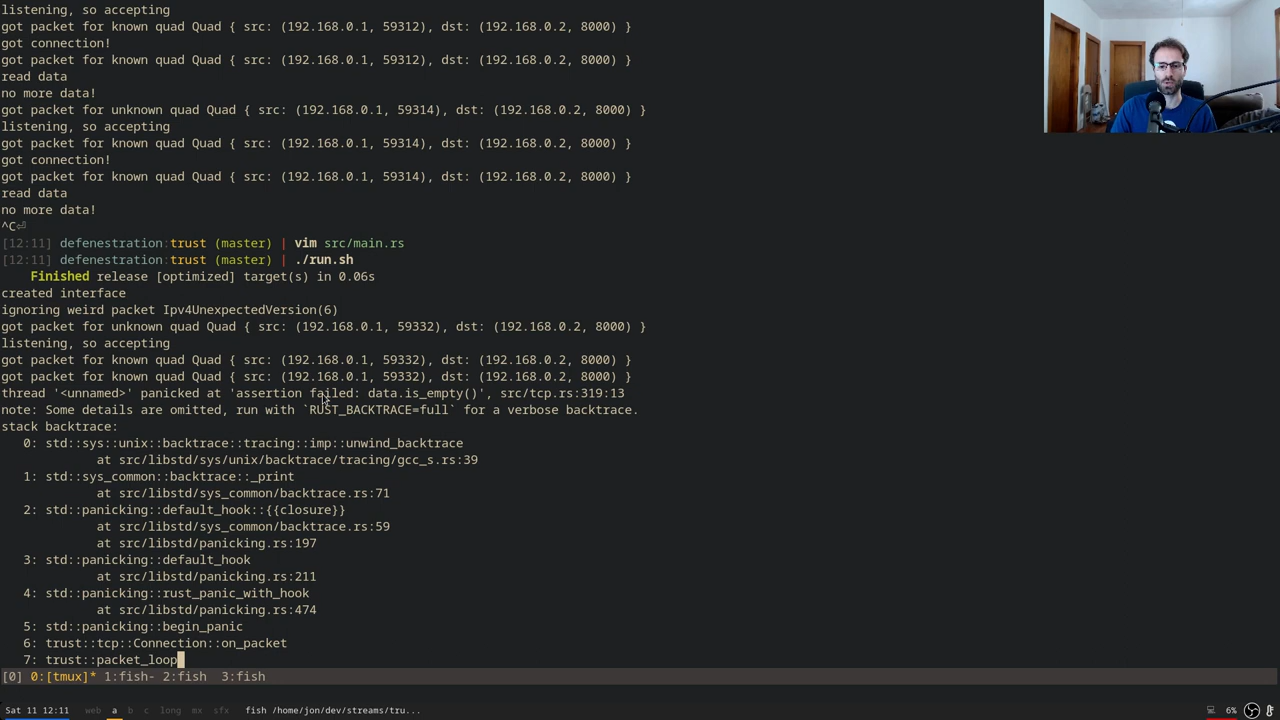 listening, so accepting
got packet for known quad Quad { src: (192.168.0.1, 59312), dst: (192.168.0.2, 8000) }
got connection!
got packet for known quad Quad { src: (192.168.0.1, 59312), dst: (192.168.0.2, 8000) }
read data
no more data!
got packet for unknown quad Quad { src: (192.168.0.1, 59314), dst: (192.168.0.2, 8000) }
listening, so accepting
got packet for known quad Quad { src: (192.168.0.1, 59314), dst: (192.168.0.2, 8000) }
got connection!
got packet for known quad Quad { src: (192.168.0.1, 59314), dst: (192.168.0.2, 8000) }
read data
no more data!
^C⏎
[12:11] defenestration:trust (master) | vim src/main.rs
[12:11] defenestration:trust (master) | ./run.sh
    Finished release [optimized] target(s) in 0.06s
created interface
ignoring weird packet Ipv4UnexpectedVersion(6)
got packet for unknown quad Quad { src: (192.168.0.1, 59332), dst: (192.168.0.2, 8000) }
listening, so accepting
got packet for known quad Quad { src: (192.168.0.1, 59332), dst: (192.168.0.2, 8000) }
got packet for known quad Quad { src: (192.168.0.1, 59332), dst: (192.168.0.2, 8000) }
thread '<unnamed>' panicked at 'assertion failed: data.is_empty()', src/tcp.rs:319:13
note: Some details are omitted, run with `RUST_BACKTRACE=full` for a verbose backtrace.
stack backtrace:
   0: std::sys::unix::backtrace::tracing::imp::unwind_backtrace
             at src/libstd/sys/unix/backtrace/tracing/gcc_s.rs:39
   1: std::sys_common::backtrace::_print
             at src/libstd/sys_common/backtrace.rs:71
   2: std::panicking::default_hook::{{closure}}
             at src/libstd/sys_common/backtrace.rs:59
             at src/libstd/panicking.rs:197
   3: std::panicking::default_hook
             at src/libstd/panicking.rs:211
   4: std::panicking::rust_panic_with_hook
             at src/libstd/panicking.rs:474
   5: std::panicking::begin_panic
   6: trust::tcp::Connection::on_packet
   7: trust::packet_loop
[0] 0:[tmux]* 1:fish- 2:fish  3:fish
Sat 11 12:11 web a b c long mx sfx fish /home/jon/dev/streams/tru... 6%